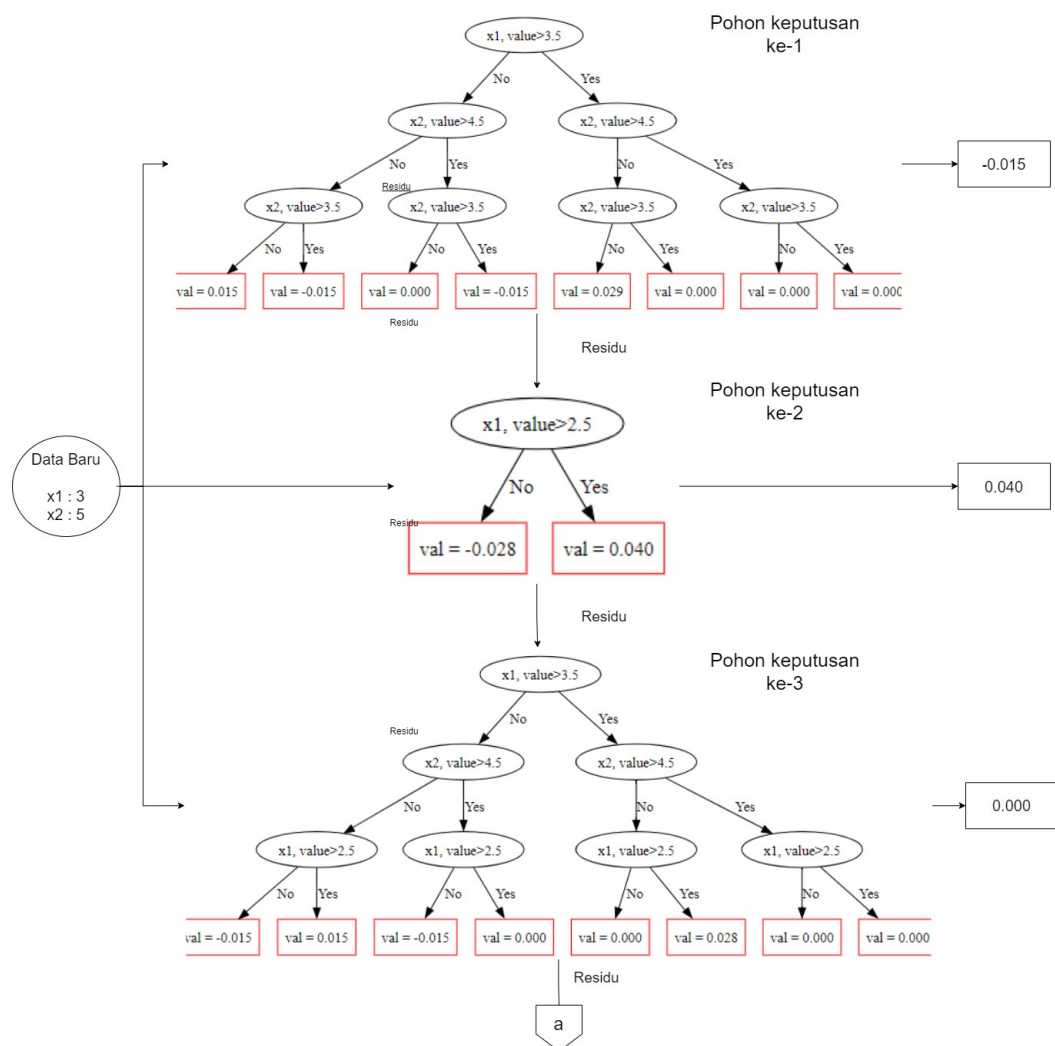 Pohon keputusan
ke-1
x1, value>3.5
No
Yes
x2, value>4.5
x2, value>4.5
No
Yes
No
Yes
-0.015
Residu
x2, value>3.5
x2, value>3.5
x2, value>3.5
x2, value>3.5
No
Yes
No
Yes
No
Yes
No
Yes
val = 0.015
val = -0.015
val = 0.000
val = -0.015
val = 0.029
val = 0.000
val = 0.000
val = 0.000
Residu
Residu
Pohon keputusan
ke-2
x1, value>2.5
Data Baru
x1 : 3
x2 : 5
No
Yes
0.040
Residu
val = -0.028
val = 0.040
Residu
Pohon keputusan
ke-3
x1, value>3.5
No
Yes
Residu
x2, value>4.5
x2, value>4.5
No
Yes
No
Yes
0.000
x1, value>2.5
x1, value>2.5
x1, value>2.5
x1, value>2.5
No
Yes
No
Yes
No
Yes
No
Yes
val = -0.015
val = 0.015
val = -0.015
val = 0.000
val = 0.000
val = 0.028
val = 0.000
val = 0.000
Residu
a